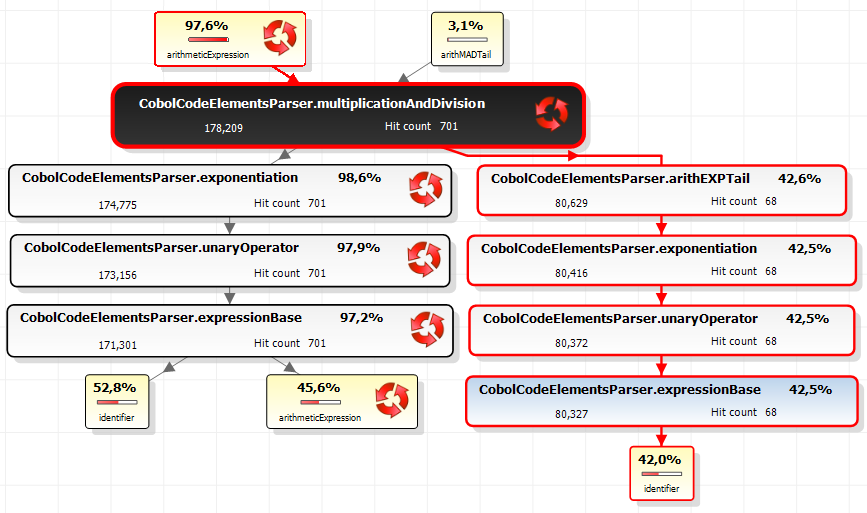 97,6%
arithmeticExpression
3,1%
arithMADTail
CobolCodeElementsParser.multiplicationAndDivision
178,209 Hit count 701
CobolCodeElementsParser.exponentiation 98,6%
174,775 Hit count 701
CobolCodeElementsParser.arithEXPTail 42,6%
80,629 Hit count 68
CobolCodeElementsParser.unaryOperator 97,9%
173,156 Hit count 701
CobolCodeElementsParser.exponentiation 42,5%
80,416 Hit count 68
CobolCodeElementsParser.expressionBase 97,2%
171,301 Hit count 701
CobolCodeElementsParser.unaryOperator 42,5%
80,372 Hit count 68
52,8%
identifier
45,6%
arithmeticExpression
CobolCodeElementsParser.expressionBase 42,5%
80,327 Hit count 68
42,0%
identifier